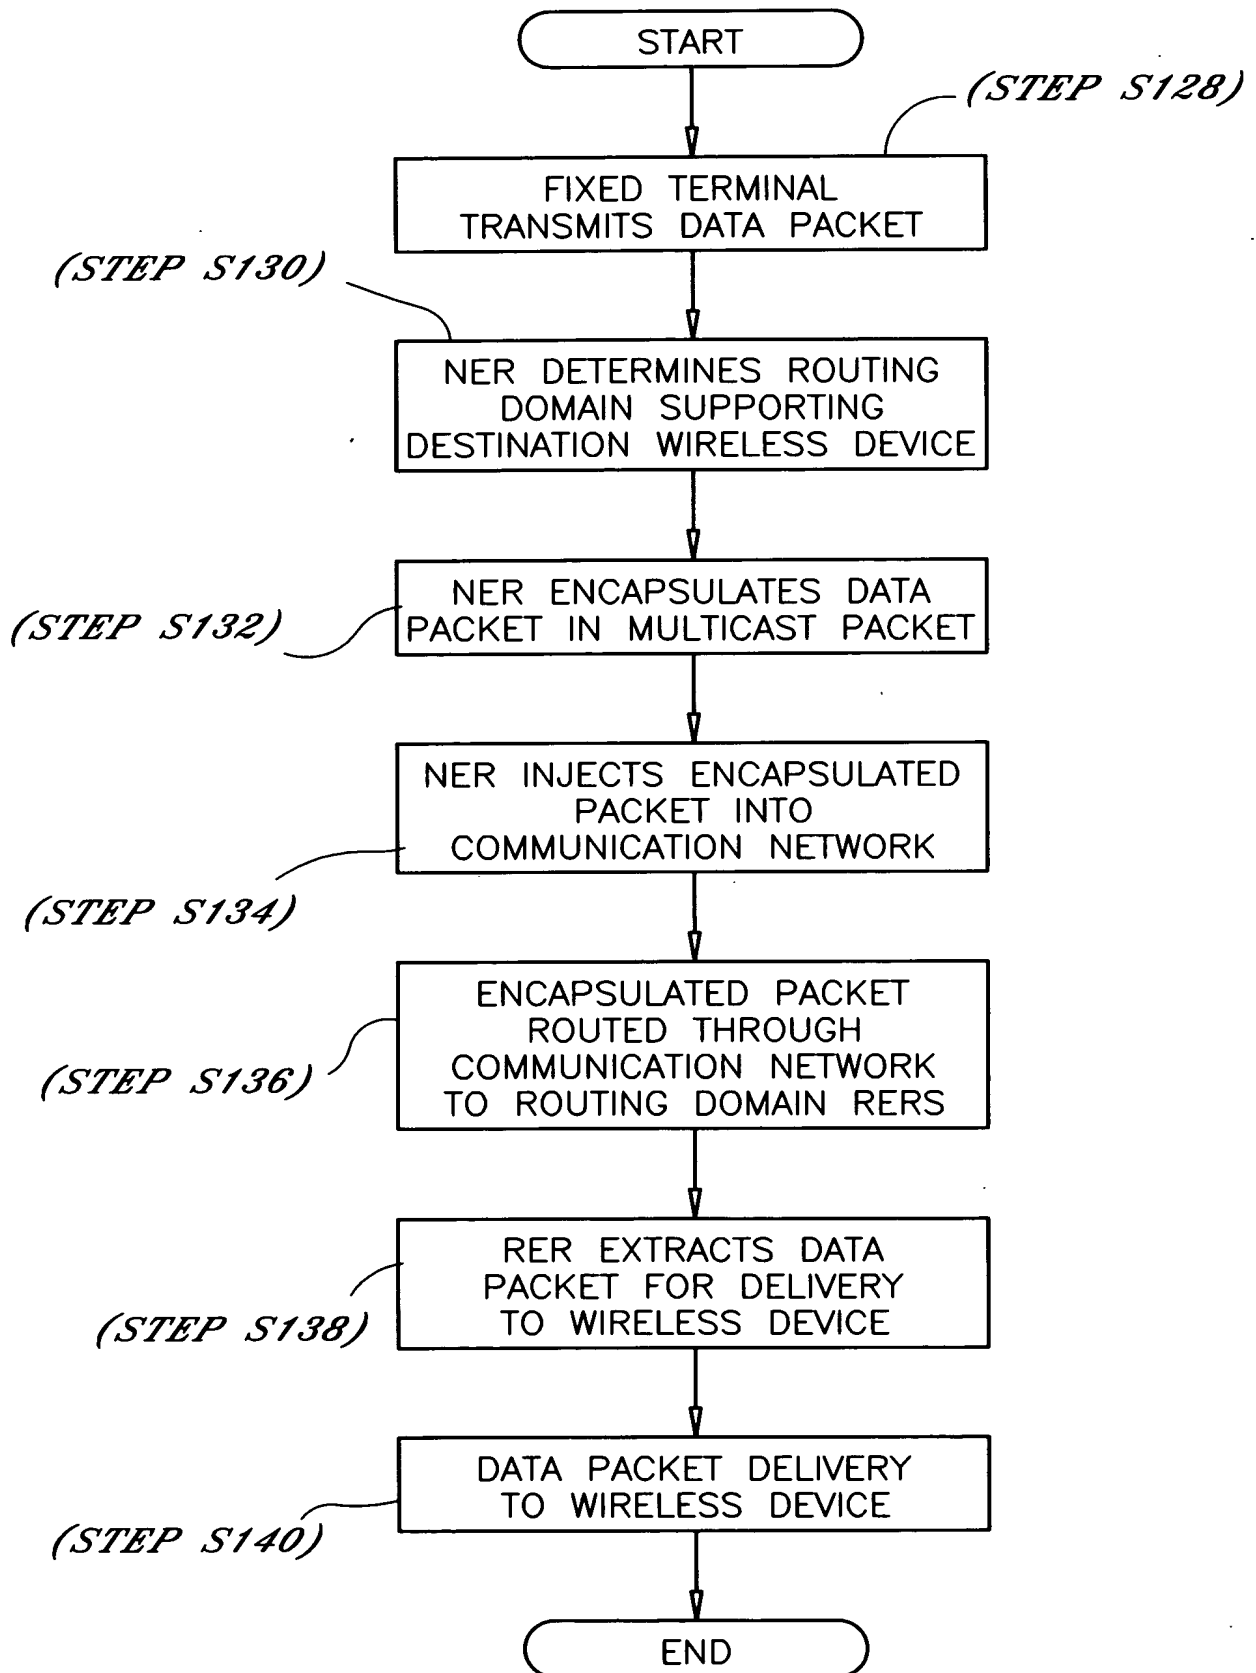 START
(STEP S128)
FIXED TERMINAL
TRANSMITS DATA PACKET
(STEP S130)
NER DETERMINES ROUTING
DOMAIN SUPPORTING
DESTINATION WIRELESS DEVICE
NER ENCAPSULATES DATA
PACKET IN MULTICAST PACKET
(STEP S132)
NER INJECTS ENCAPSULATED
PACKET INTO
COMMUNICATION NETWORK
(STEP S134)
ENCAPSULATED PACKET
ROUTED THROUGH
COMMUNICATION NETWORK
TO ROUTING DOMAIN RERS
(STEP S136)
RER EXTRACTS DATA
PACKET FOR DELIVERY
TO WIRELESS DEVICE
(STEP S138)
DATA PACKET DELIVERY
TO WIRELESS DEVICE
(STEP S140)
END